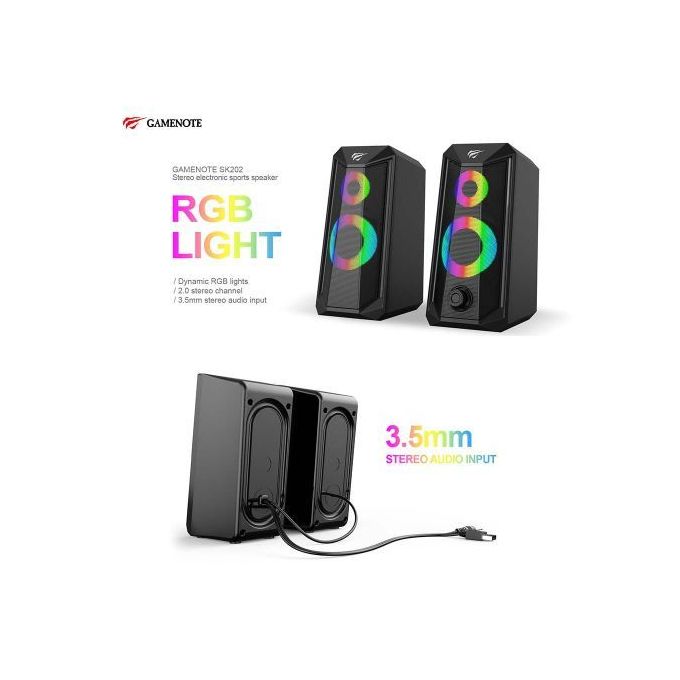 GAMENOTE
GAMENOTE SK202
Stereo electronic sports speaker
RGB
LIGHT
/ Dynamic RGB lights
/ 2.0 stereo channel
/ 3.5mm stereo audio input
3.5mm
STEREO AUDIO INPUT